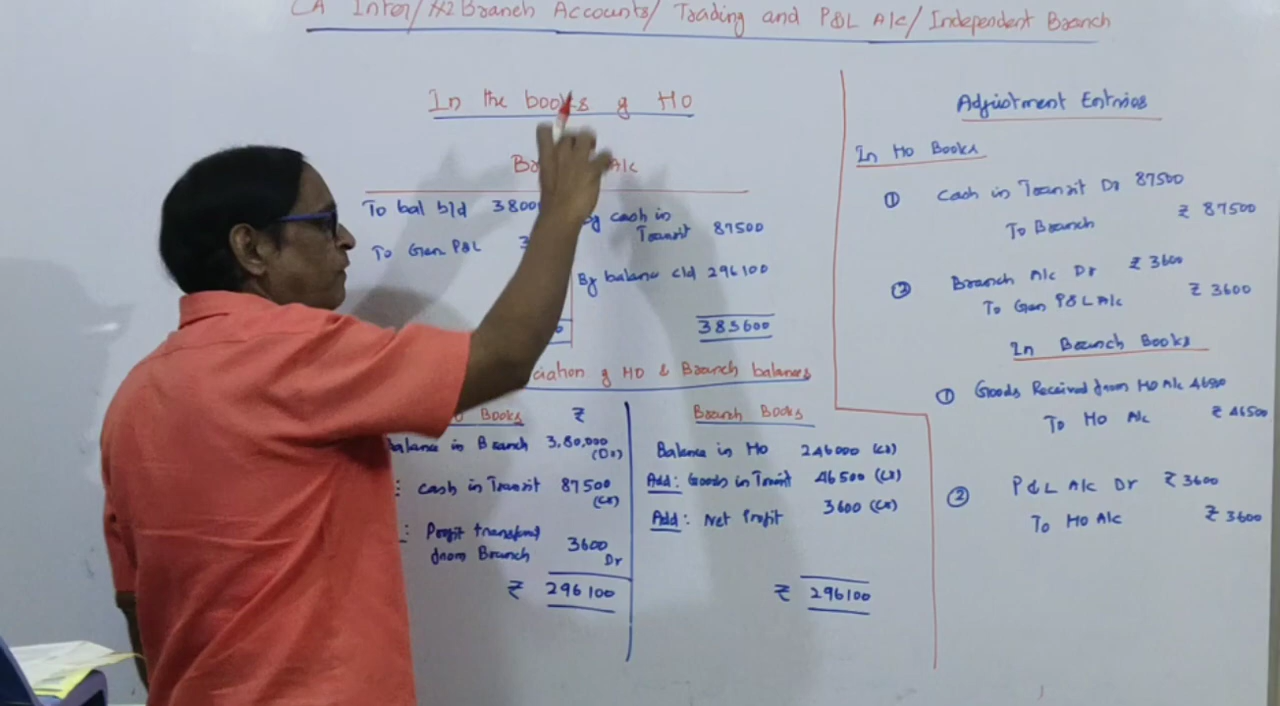 CA Inter/ X2 Branch Accounts/ Trading and P&L A/c/ Independent Branch
In the books of HO
A/c
To bal b/d 3800
To Gen P&L 3
By cash in Transit 87500
By balance c/d 296100
383600
ciation of HO & Branch balances
Books ₹
Balance in Branch 3,80,000
(Dr)
: Cash in Transit 87500
(Cr)
: Profit transferred
from Branch 3600
Dr
₹ 296100
Branch Books
Balance in HO 246000 (Cr)
Add: Goods in Transit 46500 (Cr)
Add: Net Profit 3600 (Cr)
₹ 296100
Adjustment Entries
In HO Books
① Cash in Transit Dr 87500
To Branch ₹ 87500
② Branch A/c Dr ₹ 3600
To Gen P&L A/c ₹ 3600
In Branch Books
① Goods Received from HO A/c 46500
To HO A/c ₹ 46500
② P&L A/c Dr ₹ 3600
To HO A/c ₹ 3600